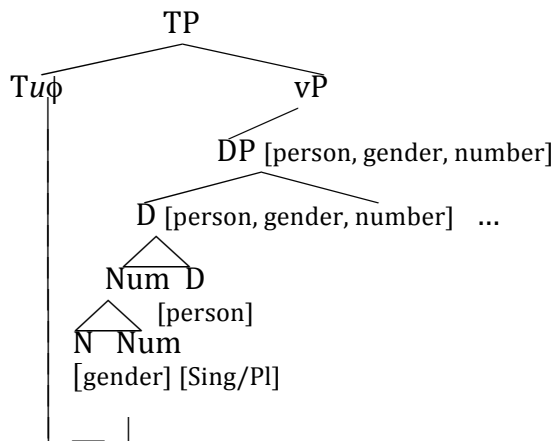 TP
Tuϕ vP
DP [person, gender, number]
D [person, gender, number] ...
Num D
[person]
N Num
[gender] [Sing/Pl]